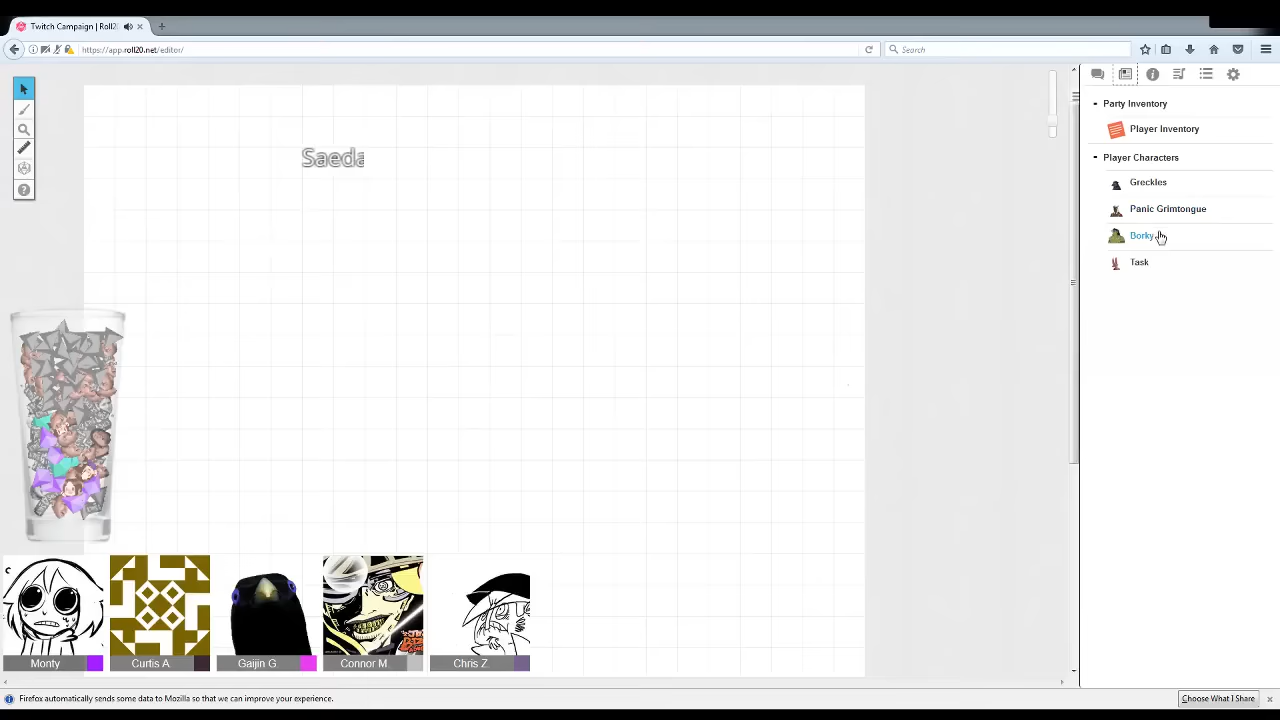 Twitch Campaign | Roll20
https://app.roll20.net/editor/
Search
Party Inventory
Player Inventory
Player Characters
Greckles
Panic Grimtongue
Borky
Task
Saeda
Monty
Curtis A.
Gaijin G.
Connor M.
Chris Z.
Firefox automatically sends some data to Mozilla so that we can improve your experience.
Choose What I Share